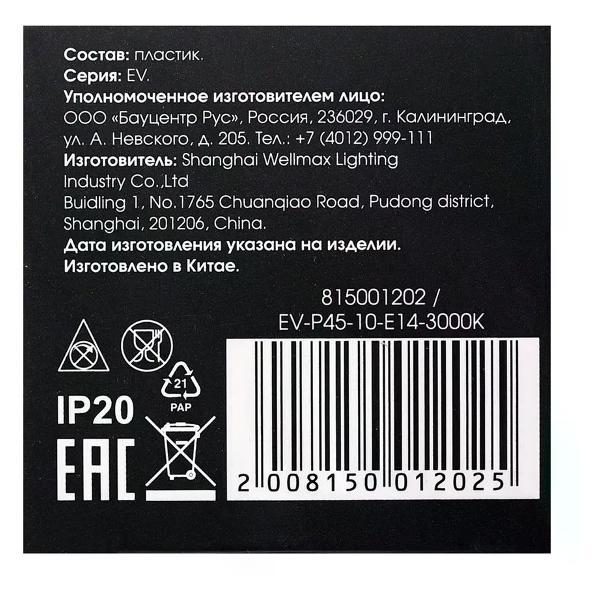 Состав: пластик.
Серия: EV.
Уполномоченное изготовителем лицо:
ООО «Бауцентр Рус», Россия, 236029, г. Калининград,
ул. А. Невского, д. 205. Тел.: +7 (4012) 999-111
Изготовитель: Shanghai Wellmax Lighting
Industry Co.,Ltd
Buidling 1, No.1765 Chuanqiao Road, Pudong district,
Shanghai, 201206, China.
Дата изготовления указана на изделии.
Изготовлено в Китае.
815001202 /
EV-P45-10-E14-3000K
21
PAP
IP20
EAC
2 008150 012025